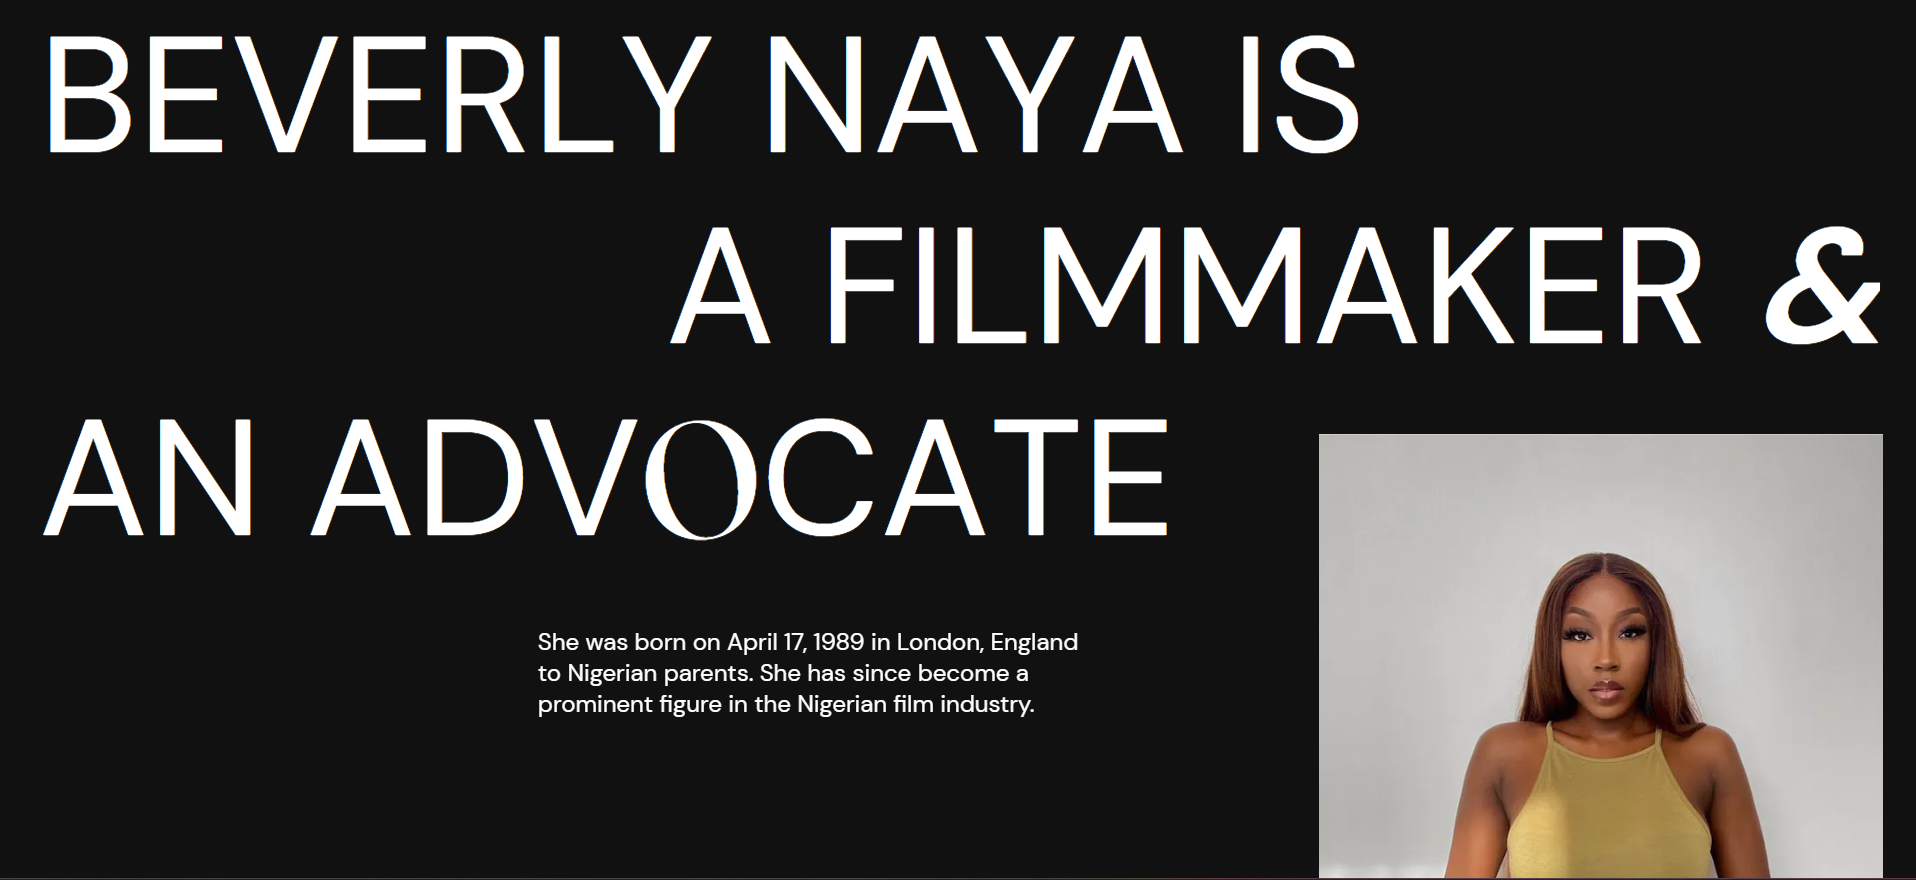 BEVERLY NAYA IS
A FILMMAKER &
AN ADVOCATE
She was born on April 17, 1989 in London, England
to Nigerian parents. She has since become a
prominent figure in the Nigerian film industry.